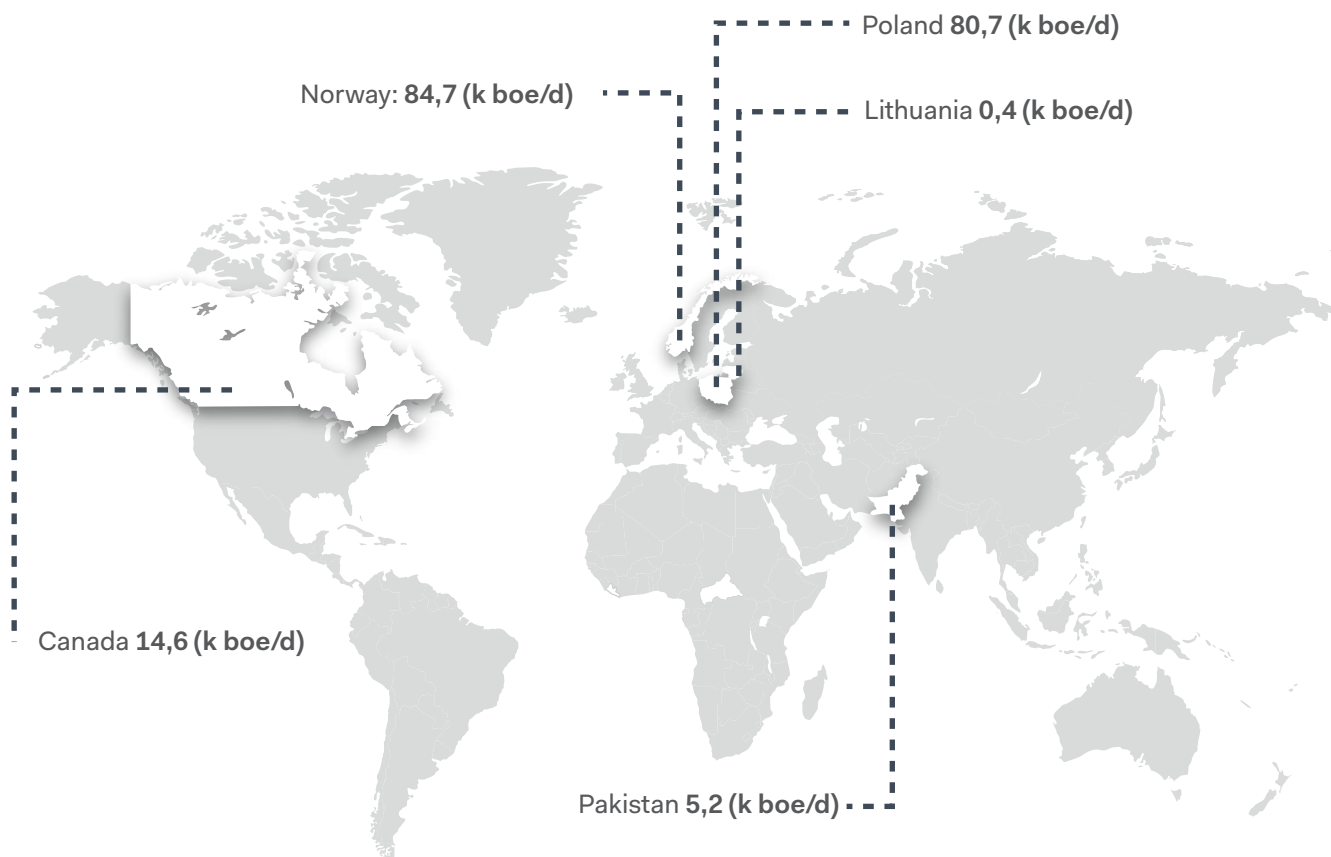 Poland 80,7 (k boe/d)
Norway: 84,7 (k boe/d)
Lithuania 0,4 (k boe/d)
Canada 14,6 (k boe/d)
Pakistan 5,2 (k boe/d)